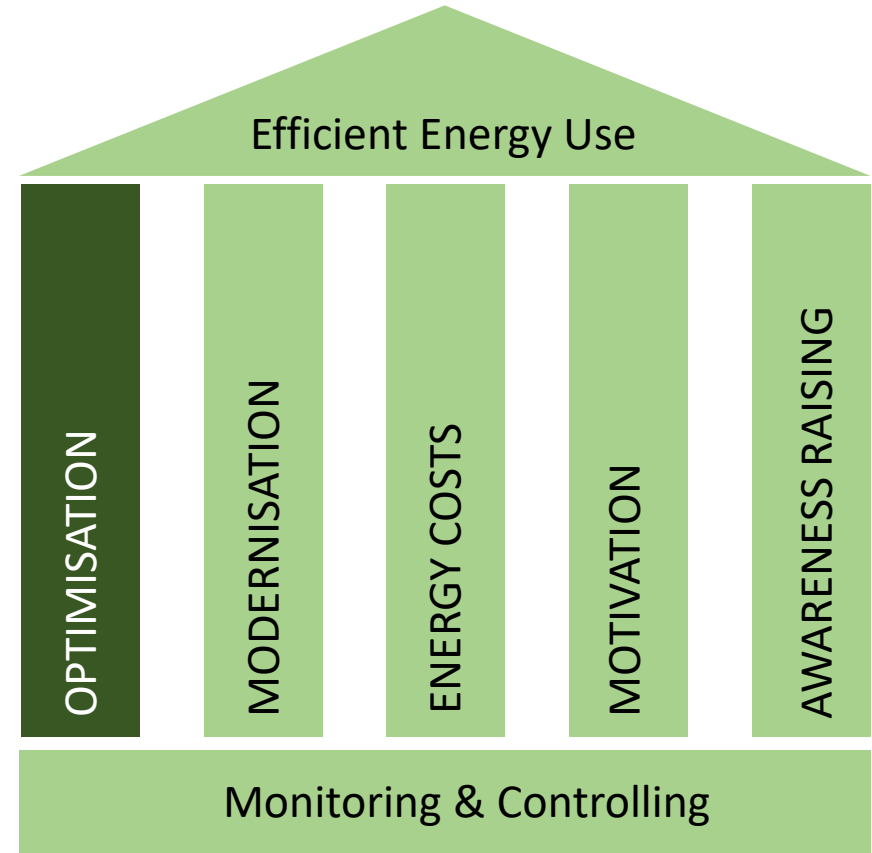 Efficient Energy Use
OPTIMISATION
MODERNISATION
ENERGY COSTS
MOTIVATION
AWARENESS RAISING
Monitoring & Controlling